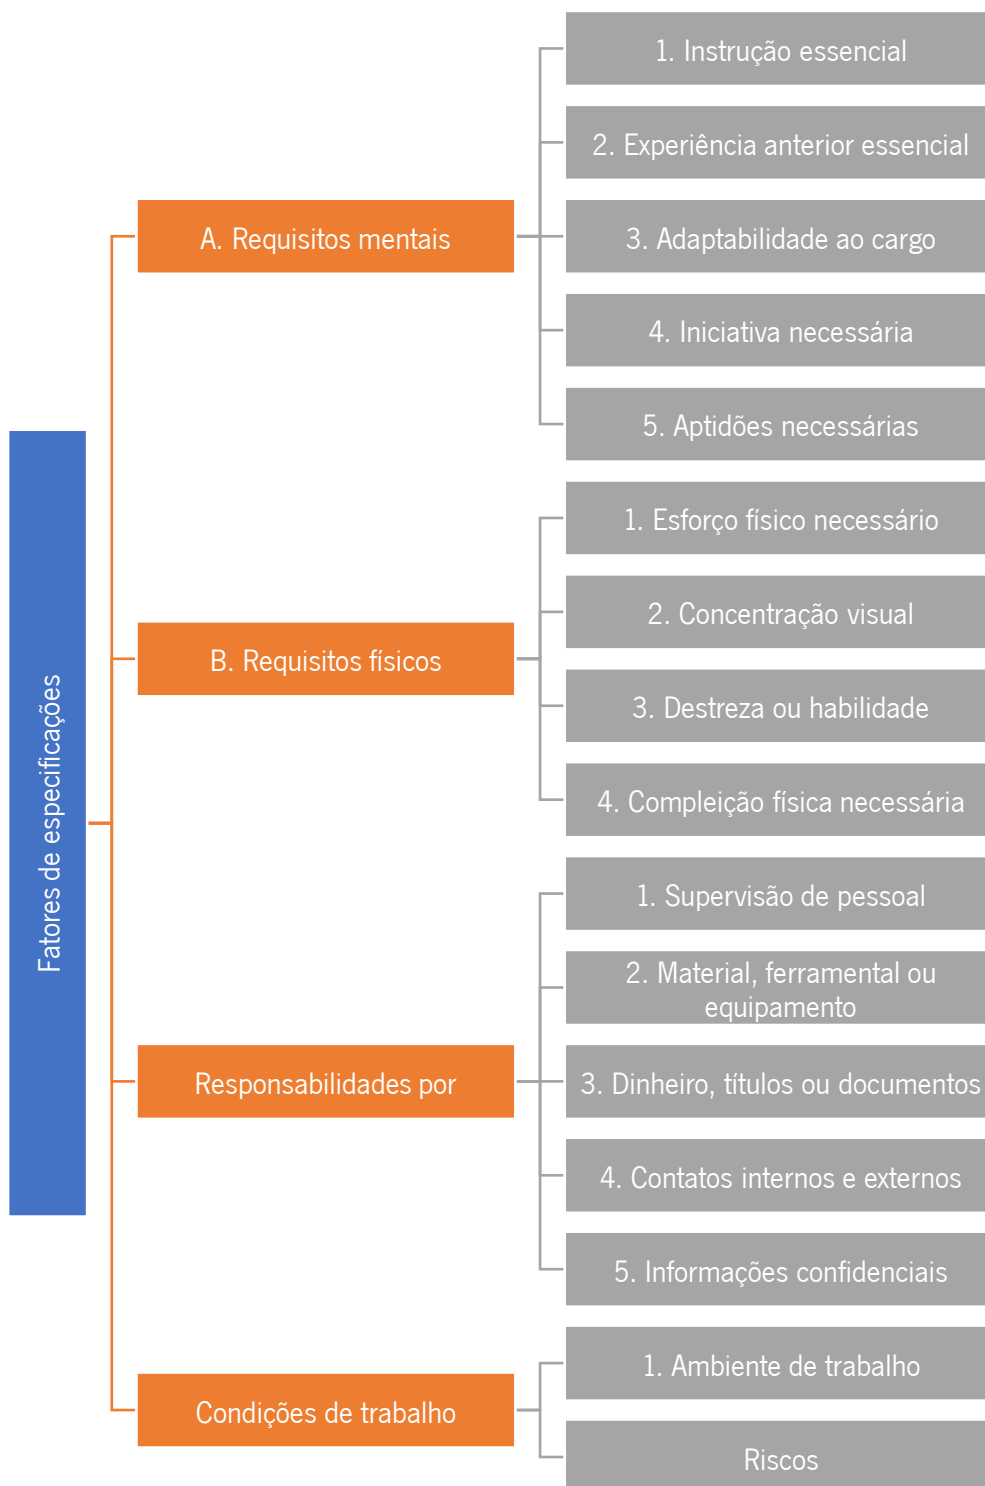 Fatores de especificações
A. Requisitos mentais
1. Instrução essencial
2. Experiência anterior essencial
3. Adaptabilidade ao cargo
4. Iniciativa necessária
5. Aptidões necessárias
B. Requisitos físicos
1. Esforço físico necessário
2. Concentração visual
3. Destreza ou habilidade
4. Compleição física necessária
Responsabilidades por
1. Supervisão de pessoal
2. Material, ferramental ou
equipamento
3. Dinheiro, títulos ou documentos
4. Contatos internos e externos
5. Informações confidenciais
Condições de trabalho
1. Ambiente de trabalho
Riscos